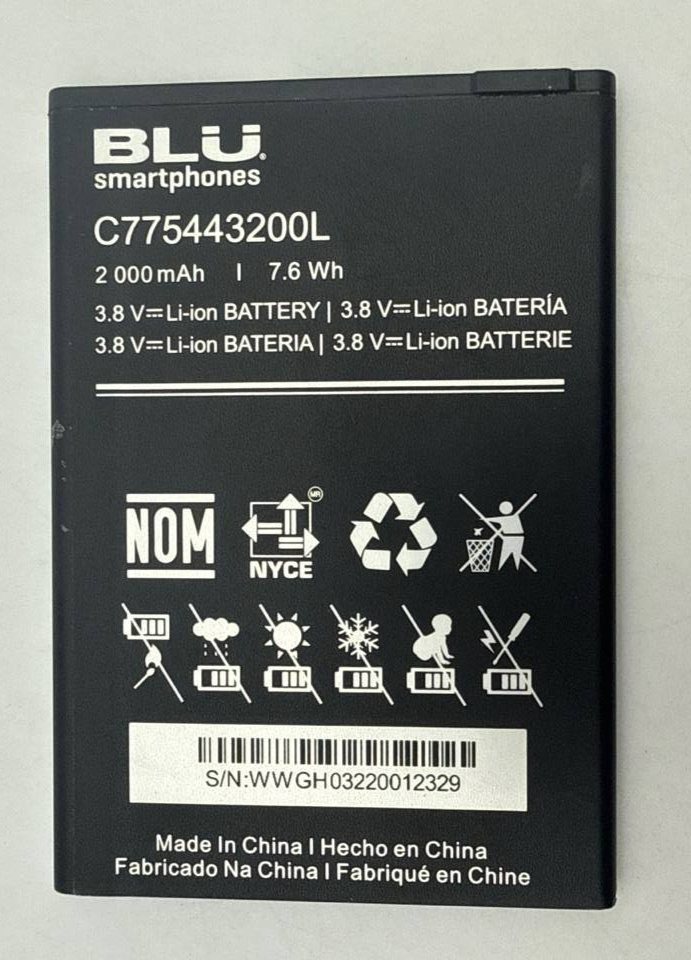 BLU
smartphones
C775443200L
2 000 mAh | 7.6 Wh
3.8 V⎓Li-ion BATTERY | 3.8 V⎓Li-ion BATERÍA
3.8 V⎓Li-ion BATERIA | 3.8 V⎓Li-ion BATTERIE
NOM
MR
NYCE
S/N:WWGH03220012329
Made In China I Hecho en China
Fabricado Na China I Fabriqué en Chine